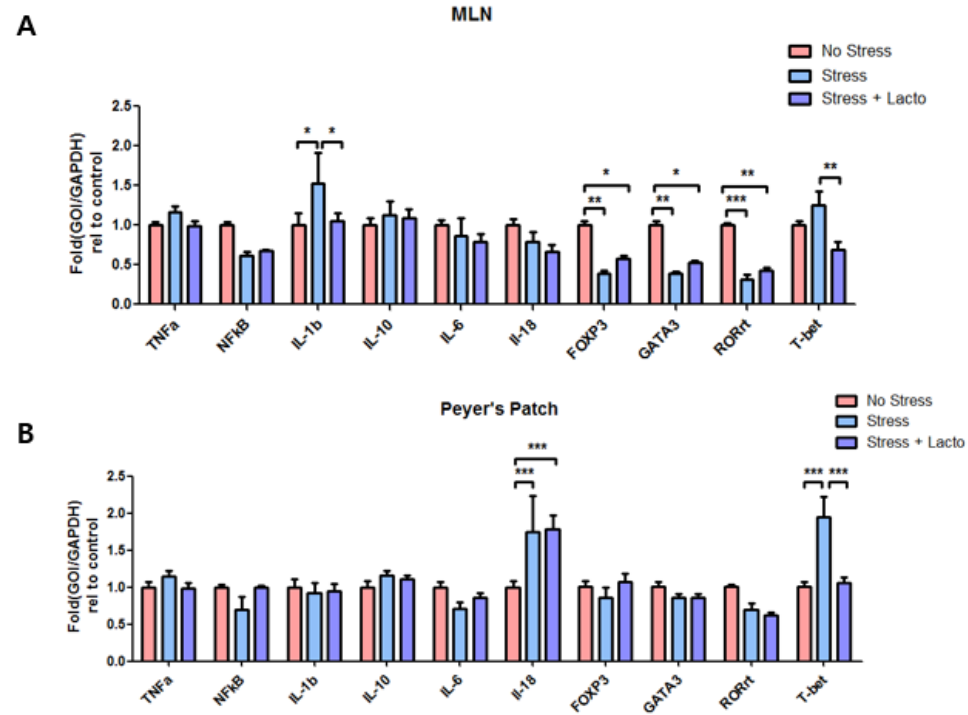 A
MLN
No Stress
Stress
Stress + Lacto
Fold(GOI/GAPDH)
rel to control
2.5
2.0
1.5
1.0
0.5
0.0
* * ** * ** * *** ** **
TNFa NFkB IL-1b IL-10 IL-6 Il-18 FOXP3 GATA3 RORrt T-bet
B
Peyer's Patch
No Stress
Stress
Stress + Lacto
Fold(GOI/GAPDH)
rel to control
2.5
2.0
1.5
1.0
0.5
0.0
*** *** *** ***
TNFa NFkB IL-1b IL-10 IL-6 Il-18 FOXP3 GATA3 RORrt T-bet